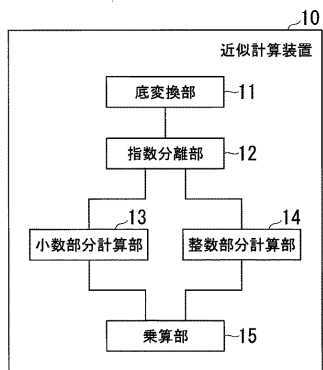 10
近似計算装置
底変換部
11
指数分離部
12
13
14
小数部分計算部
整数部分計算部
乗算部
15